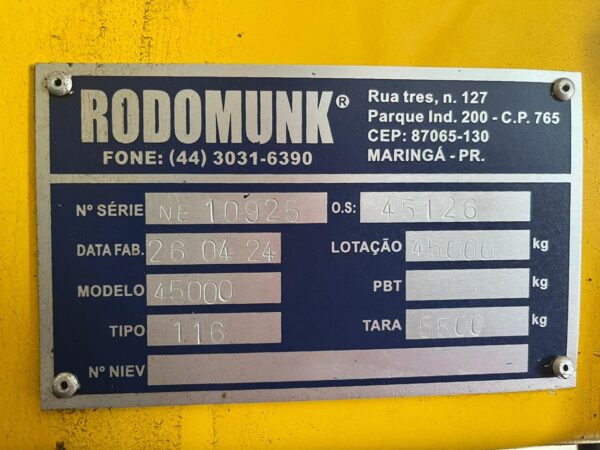 RODOMUNK®
FONE: (44) 3031-6390
Rua tres, n. 127
Parque Ind. 200 - C.P. 765
CEP: 87065-130
MARINGÁ - PR.
Nº SÉRIE NE 10925 O.S: 45126
DATA FAB. 26 04 24 LOTAÇÃO 45000 kg
MODELO 45000 PBT kg
TIPO 116 TARA 5500 kg
Nº NIEV